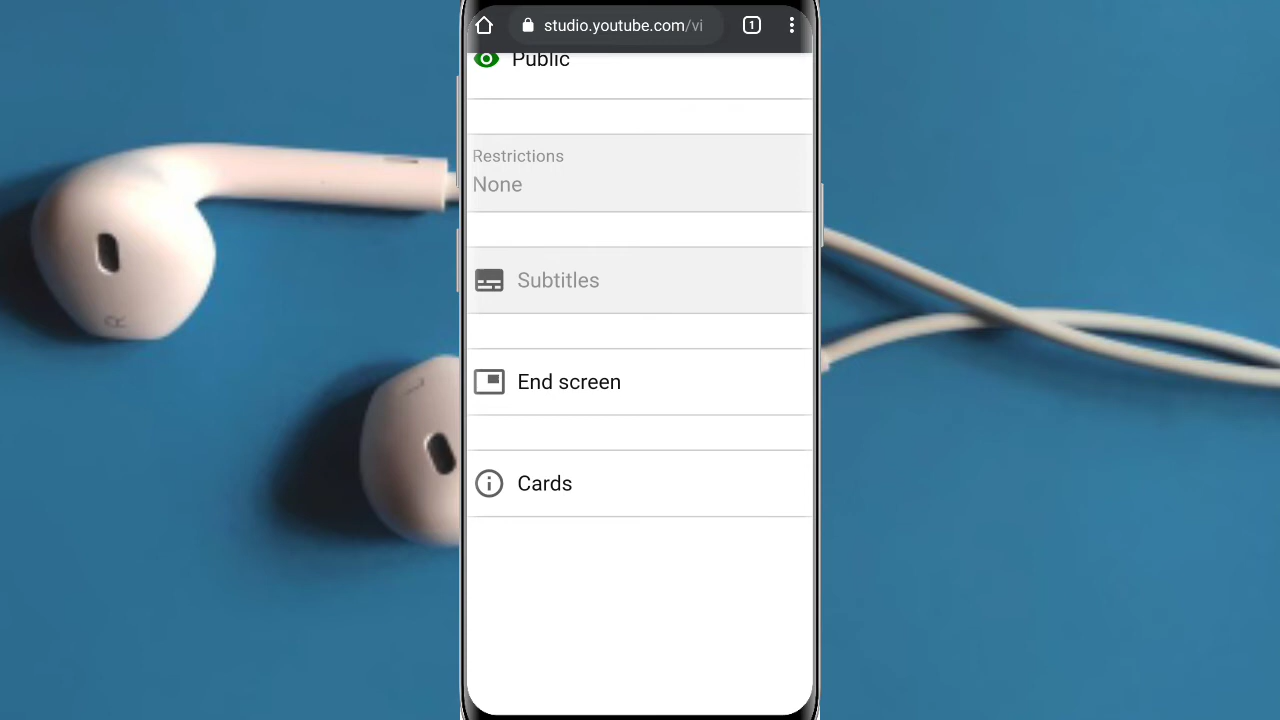 studio.youtube.com/vi
1
Public
Restrictions
None
Subtitles
End screen
Cards
R
L